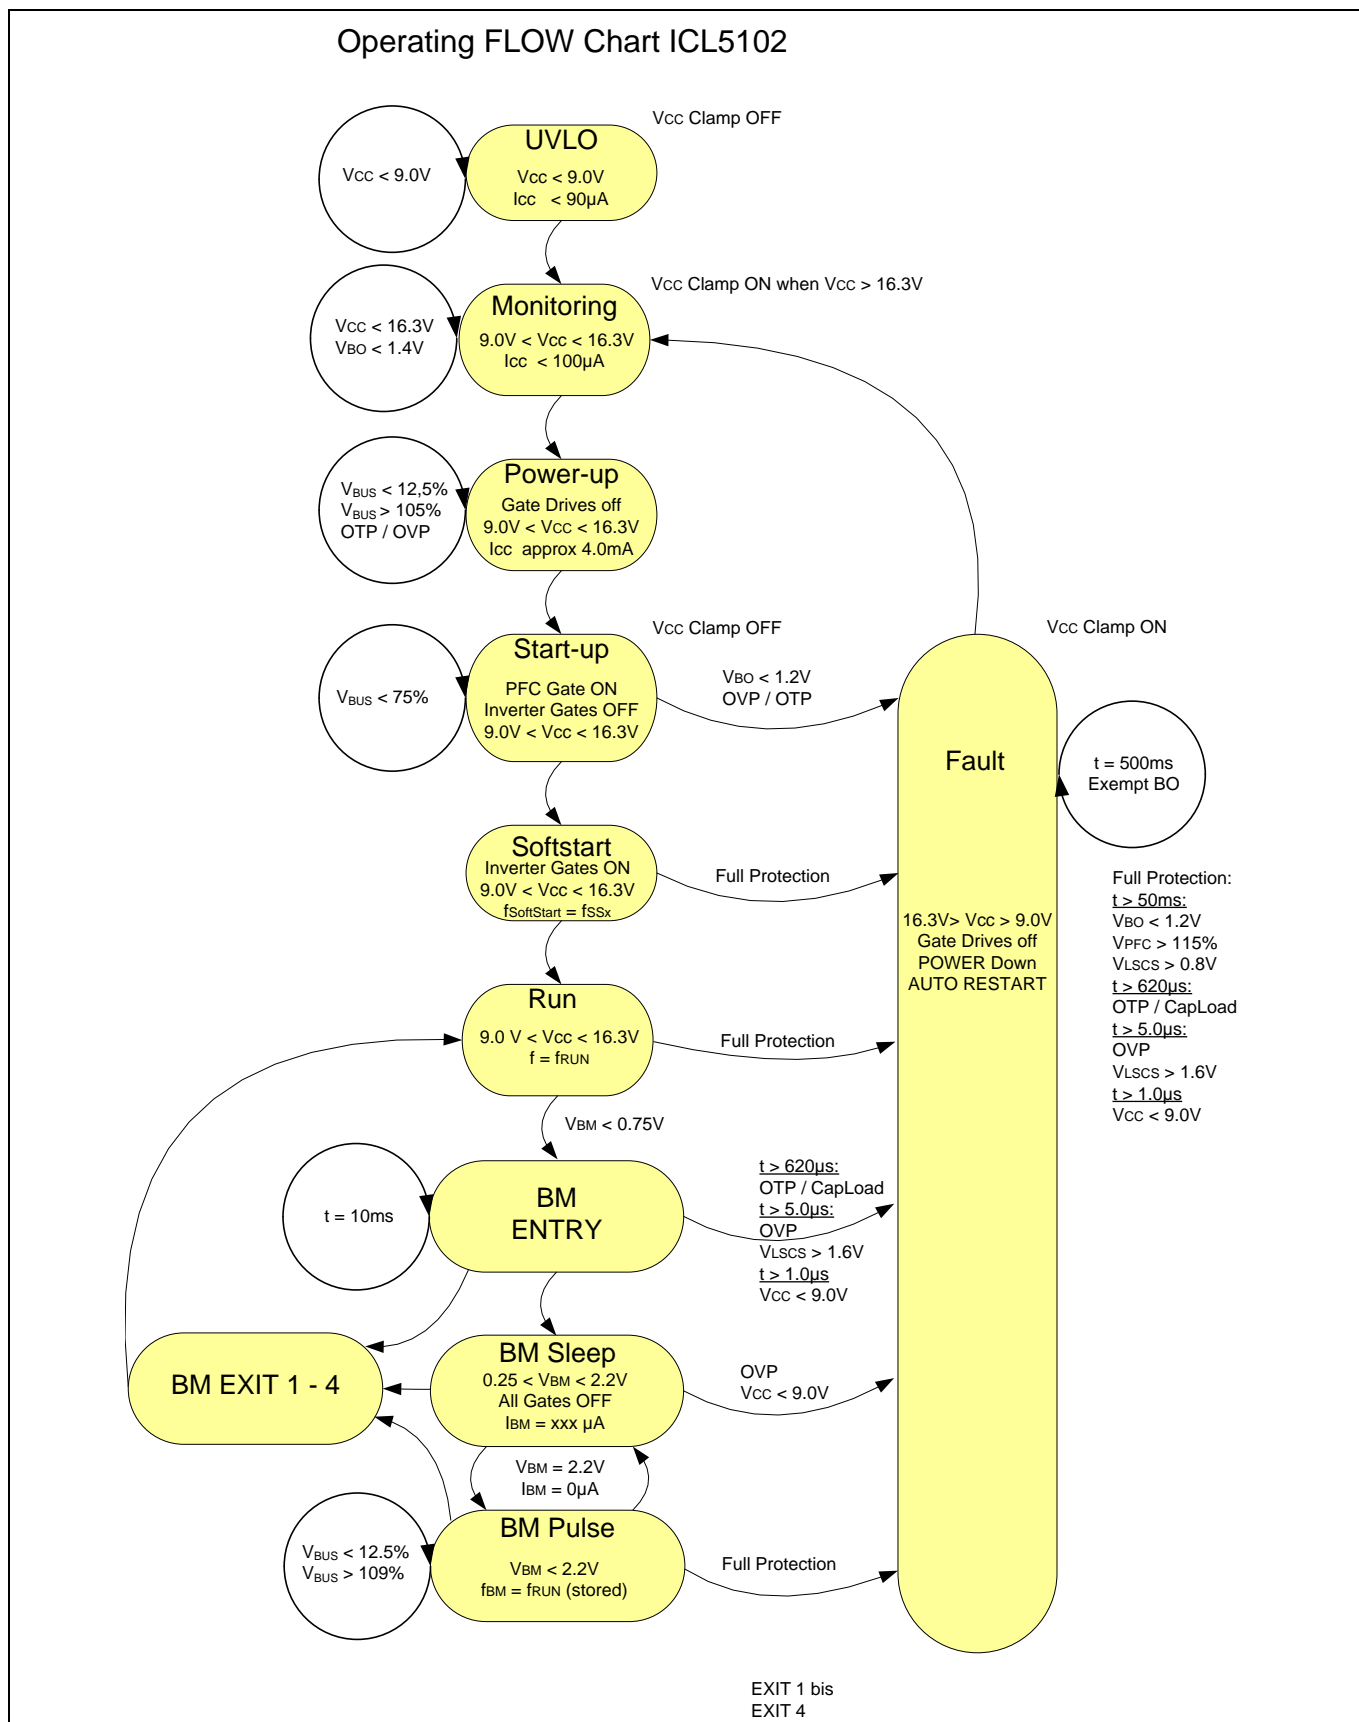 Operating FLOW Chart ICL5102
Vcc Clamp OFF
UVLO
Vcc < 9.0V
Vcc < 9.0V
Icc < 90µA
Vcc Clamp ON when Vcc > 16.3V
Monitoring
Vcc < 16.3V
VBO < 1.4V
9.0V < Vcc < 16.3V
Icc < 100µA
Power-up
VBUS < 12,5%
VBUS > 105%
OTP / OVP
Gate Drives off
9.0V < Vcc < 16.3V
Icc approx 4.0mA
Vcc Clamp OFF
Start-up
VBUS < 75%
PFC Gate ON
Inverter Gates OFF
9.0V < Vcc < 16.3V
VBO < 1.2V
OVP / OTP
Vcc Clamp ON
Fault
t = 500ms
Exempt BO
Softstart
Inverter Gates ON
9.0V < Vcc < 16.3V
fSoftStart = fSSx
Full Protection
16.3V> Vcc > 9.0V
Gate Drives off
POWER Down
AUTO RESTART
Full Protection:
t > 50ms:
VBO < 1.2V
VPFC > 115%
VLSCS > 0.8V
t > 620µs:
OTP / CapLoad
t > 5.0µs:
OVP
VLSCS > 1.6V
t > 1.0µs
VCC < 9.0V
Run
9.0 V < Vcc < 16.3V
f = fRUN
Full Protection
VBM < 0.75V
t = 10ms
BM
ENTRY
t > 620µs:
OTP / CapLoad
t > 5.0µs:
OVP
VLSCS > 1.6V
t > 1.0µs
VCC < 9.0V
BM EXIT 1 - 4
BM Sleep
0.25 < VBM < 2.2V
All Gates OFF
IBM = xxx µA
OVP
VCC < 9.0V
VBM = 2.2V
IBM = 0µA
BM Pulse
VBUS < 12.5%
VBUS > 109%
VBM < 2.2V
fBM = fRUN (stored)
Full Protection
EXIT 1 bis
EXIT 4